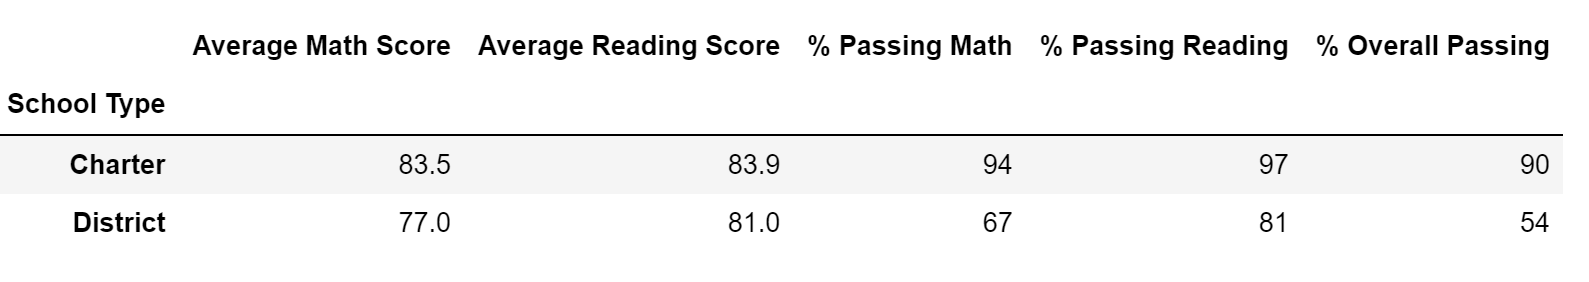 Average Math Score Average Reading Score % Passing Math % Passing Reading % Overall Passing
School Type
Charter 83.5 83.9 94 97 90
District 77.0 81.0 67 81 54